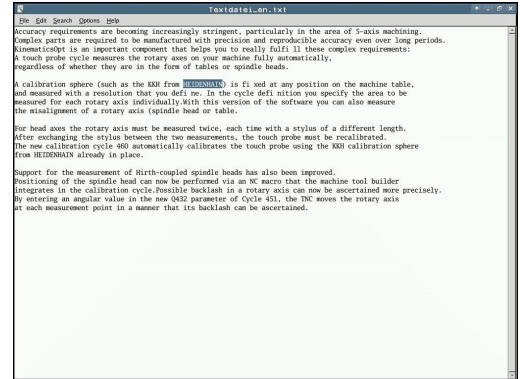 Textdatei_en.txt
File Edit Search Options Help
Accuracy requirements are becoming increasingly stringent, particularly in the area of 5-axis machining.
Complex parts are required to be manufactured with precision and reproducible accuracy even over long periods.
KinematicsOpt is an important component that helps you to really fulfi ll these complex requirements:
A touch probe cycle measures the rotary axes on your machine fully automatically,
regardless of whether they are in the form of tables or spindle heads.
A calibration sphere (such as the KKH from HEIDENHAIN) is fi xed at any position on the machine table,
and measured with a resolution that you defi ne. In the cycle defi nition you specify the area to be
measured for each rotary axis individually.With this version of the software you can also measure
the misalignment of a rotary axis (spindle head or table.
For head axes the rotary axis must be measured twice, each time with a stylus of a different length.
After exchanging the stylus between the two measurements, the touch probe must be recalibrated.
The new calibration cycle 460 automatically calibrates the touch probe using the KKH calibration sphere
from HEIDENHAIN already in place.
Support for the measurement of Hirth-coupled spindle heads has also been improved.
Positioning of the spindle head can now be performed via an NC macro that the machine tool builder
integrates in the calibration cycle.Possible backlash in a rotary axis can now be ascertained more precisely.
By entering an angular value in the new Q432 parameter of Cycle 451, the TNC moves the rotary axis
at each measurement point in a manner that its backlash can be ascertained.